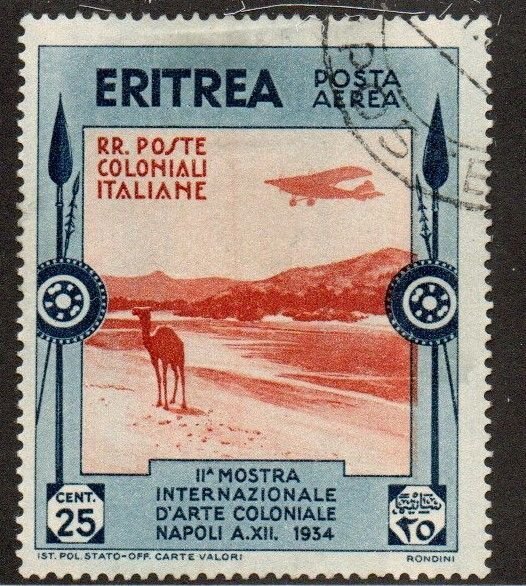 ERITREA
POSTA
AEREA
RR. POSTE
COLONIALI
ITALIANE
IIᴬ MOSTRA
INTERNAZIONALE
D'ARTE COLONIALE
NAPOLI A.XII. 1934
CENT.
25
٢٥
IST. POL. STATO-OFF. CARTE VALORI
RONDINI